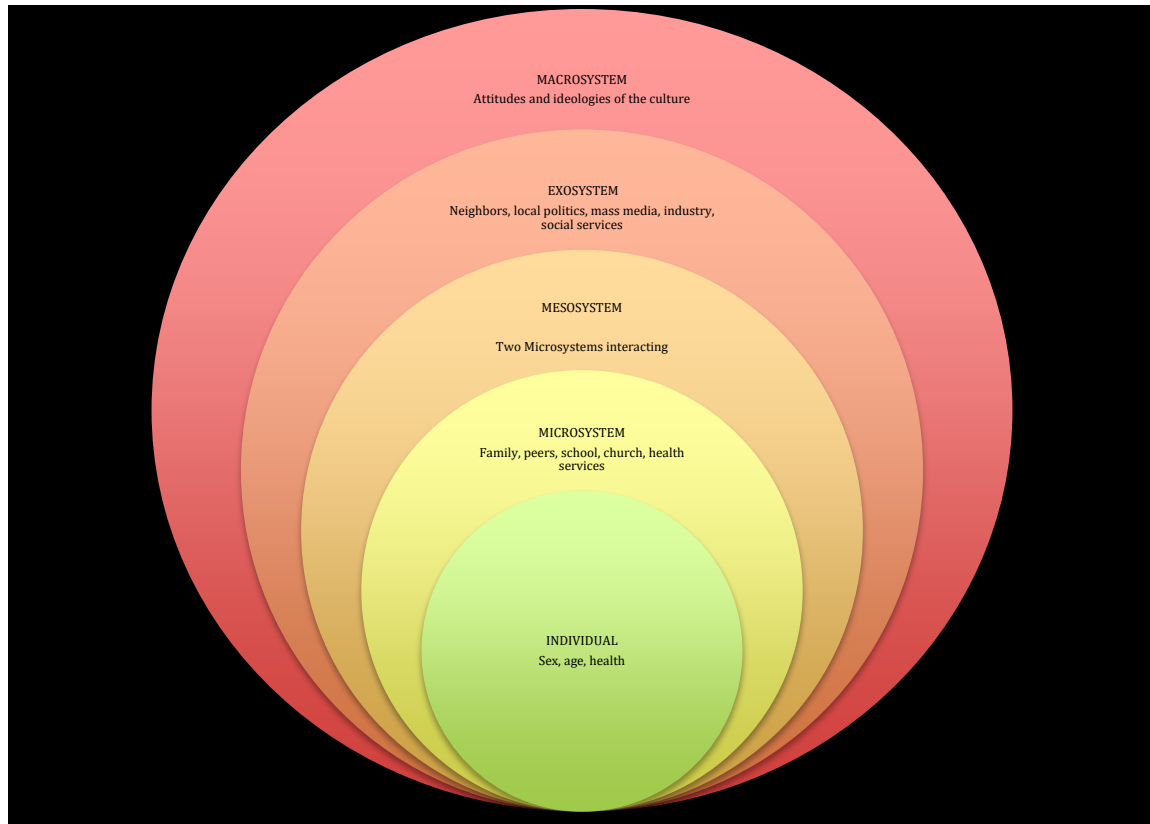 MACROSYSTEM
Attitudes and ideologies of the culture
EXOSYSTEM
Neighbors, local politics, mass media, industry,
social services
MESOSYSTEM
Two Microsystems interacting
MICROSYSTEM
Family, peers, school, church, health
services
INDIVIDUAL
Sex, age, health